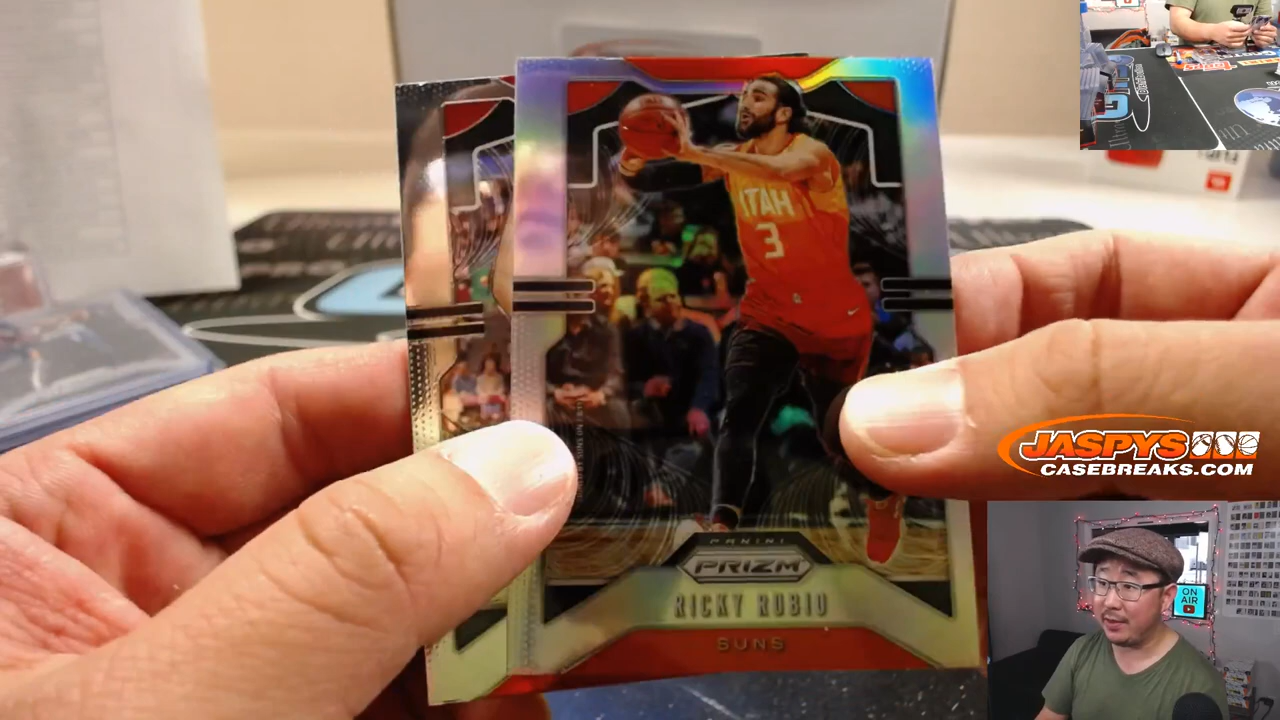 UTAH
3
PANINI
PRIZM
RICKY RUBIO
SUNS
JASPYS
CASEBREAKS.COM
ON
AIR